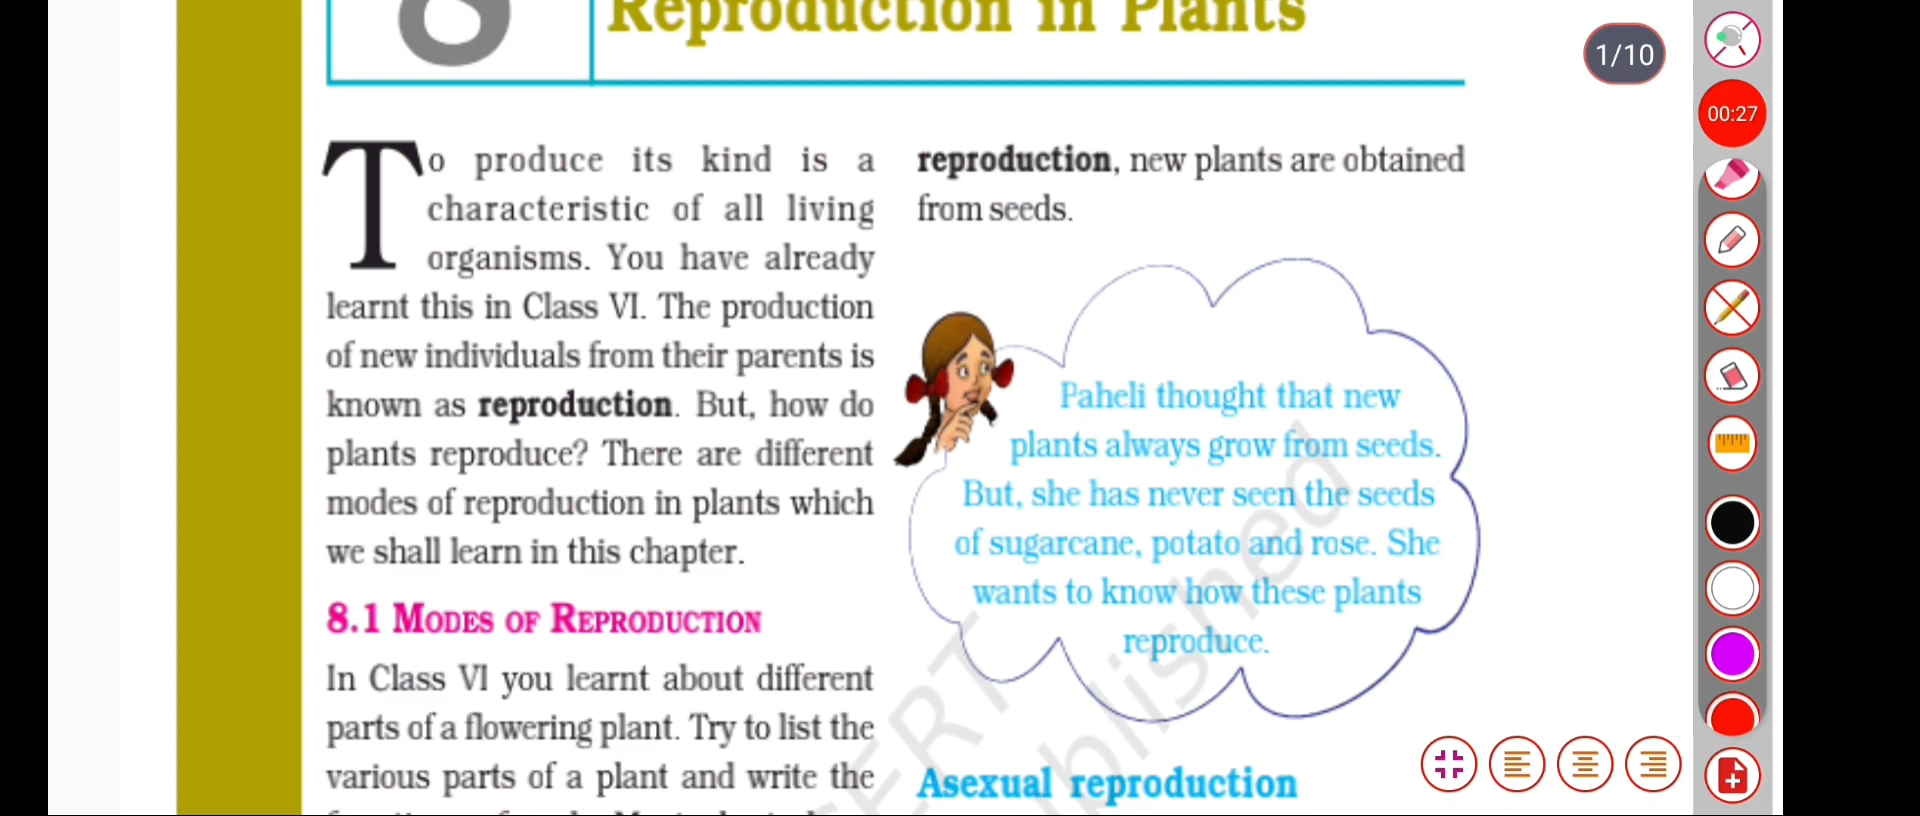 8
Reproduction in Plants
1/10
00:27
To produce its kind is a
characteristic of all living
organisms. You have already
learnt this in Class VI. The production
of new individuals from their parents is
known as reproduction. But, how do
plants reproduce? There are different
modes of reproduction in plants which
we shall learn in this chapter.
8.1 MODES OF REPRODUCTION
In Class VI you learnt about different
parts of a flowering plant. Try to list the
various parts of a plant and write the
reproduction, new plants are obtained
from seeds.
Paheli thought that new
plants always grow from seeds.
But, she has never seen the seeds
of sugarcane, potato and rose. She
wants to know how these plants
reproduce.
Asexual reproduction